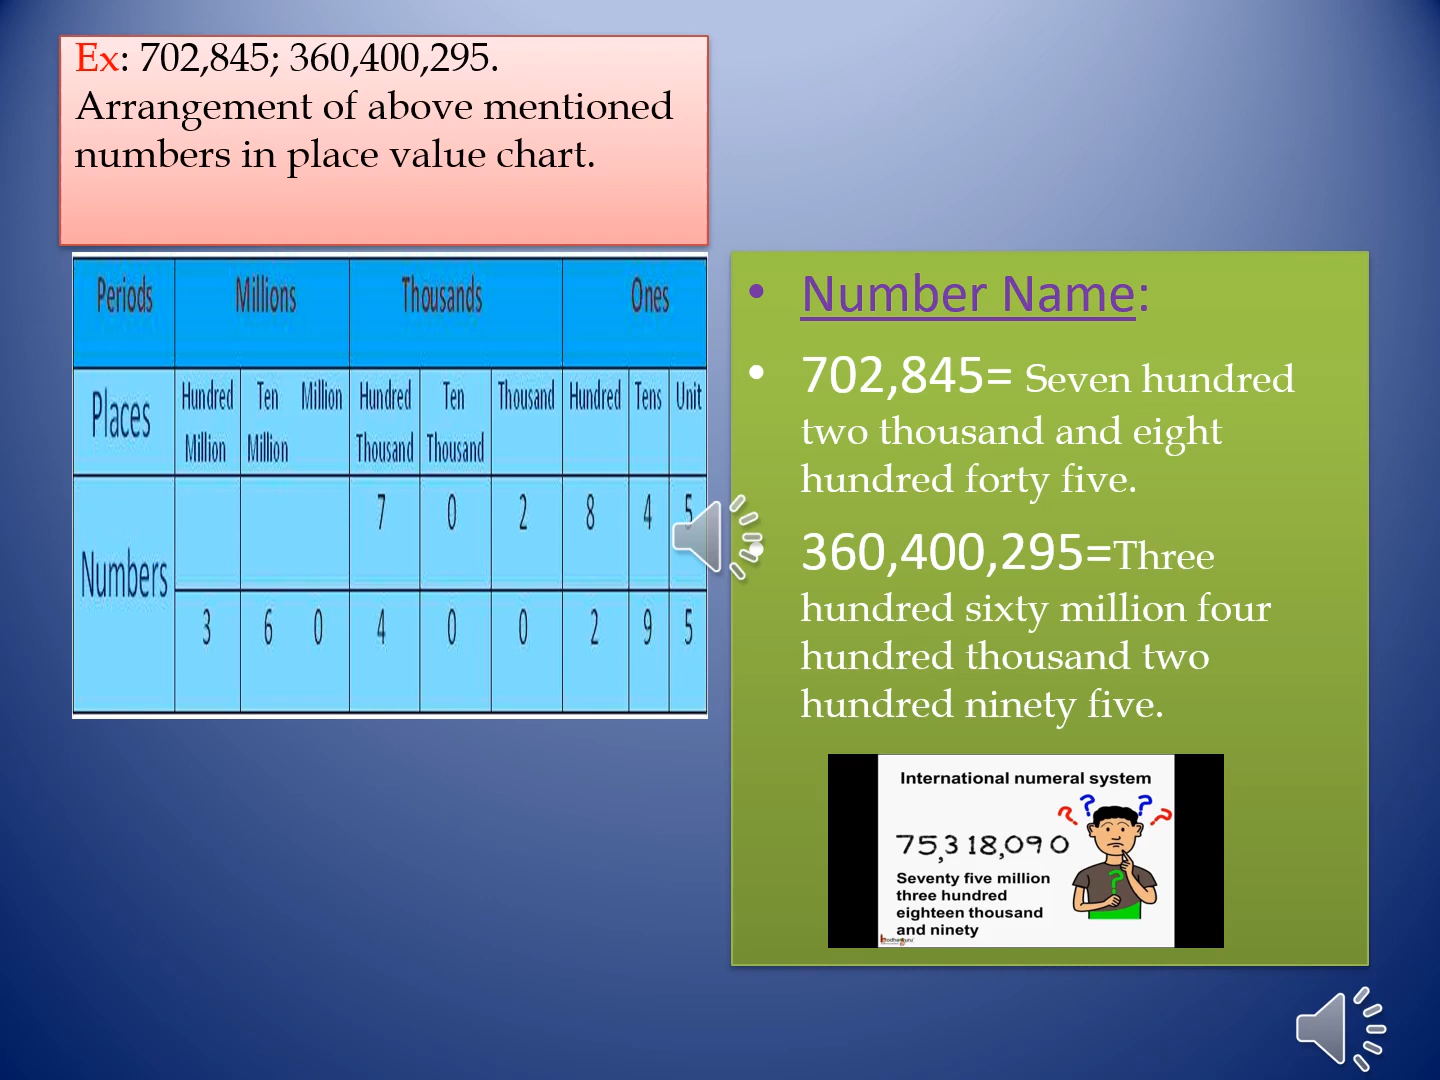 Ex: 702,845; 360,400,295.
Arrangement of above mentioned
numbers in place value chart.
Periods Millions Thousands Ones
Places Hundred Million Ten Million Million Hundred Thousand Ten Thousand Thousand Hundred Tens Unit
Numbers
7 0 2 8 4 5
3 6 0 4 0 0 2 9 5
• Number Name:
• 702,845= Seven hundred
two thousand and eight
hundred forty five.
• 360,400,295=Three
hundred sixty million four
hundred thousand two
hundred ninety five.
International numeral system
75,318,090
Seventy five million
three hundred
eighteen thousand
and ninety